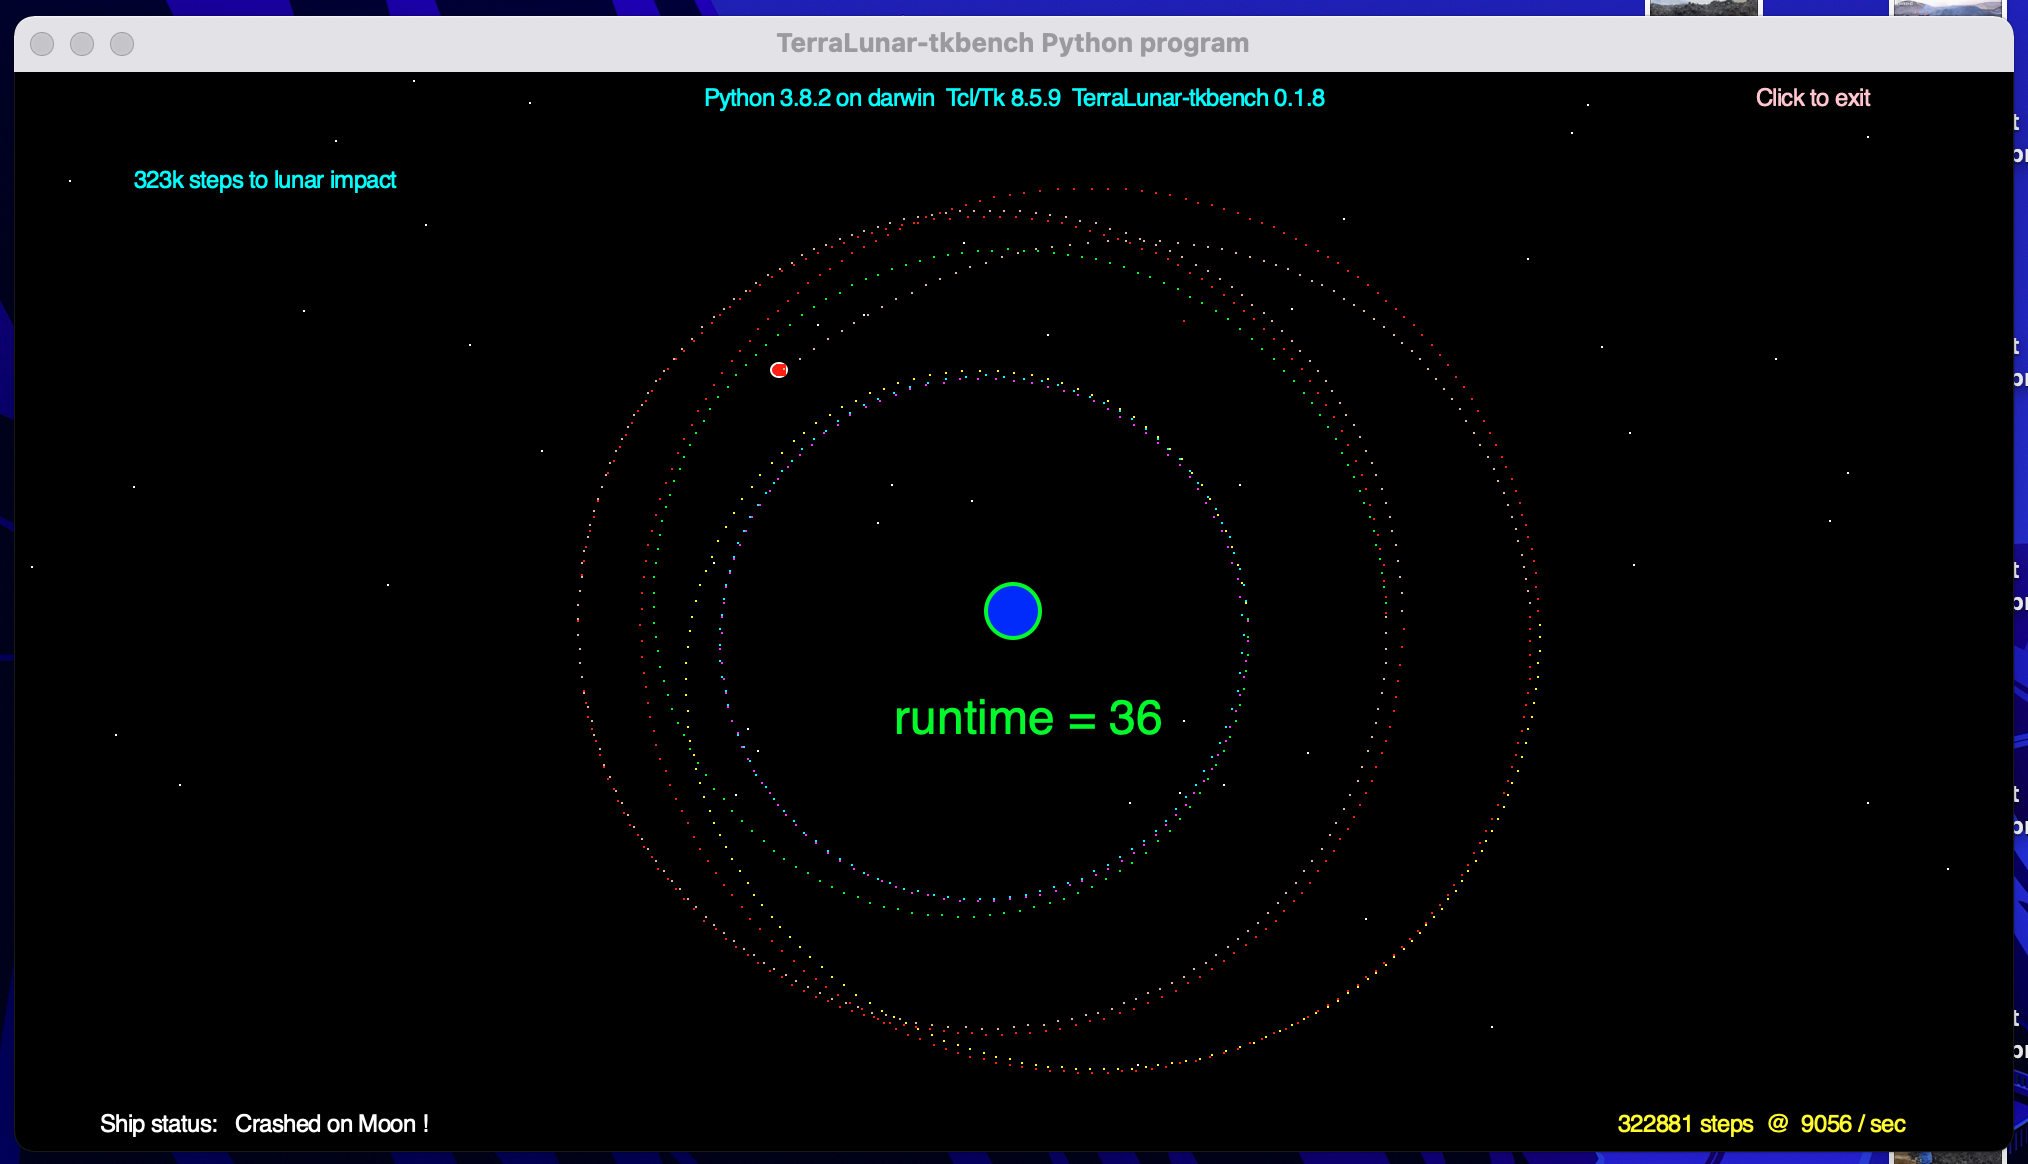 TerraLunar-tkbench Python program
Python 3.8.2 on darwin Tcl/Tk 8.5.9 TerraLunar-tkbench 0.1.8
Click to exit
323k steps to lunar impact
runtime = 36
Ship status: Crashed on Moon !
322881 steps @ 9056 / sec